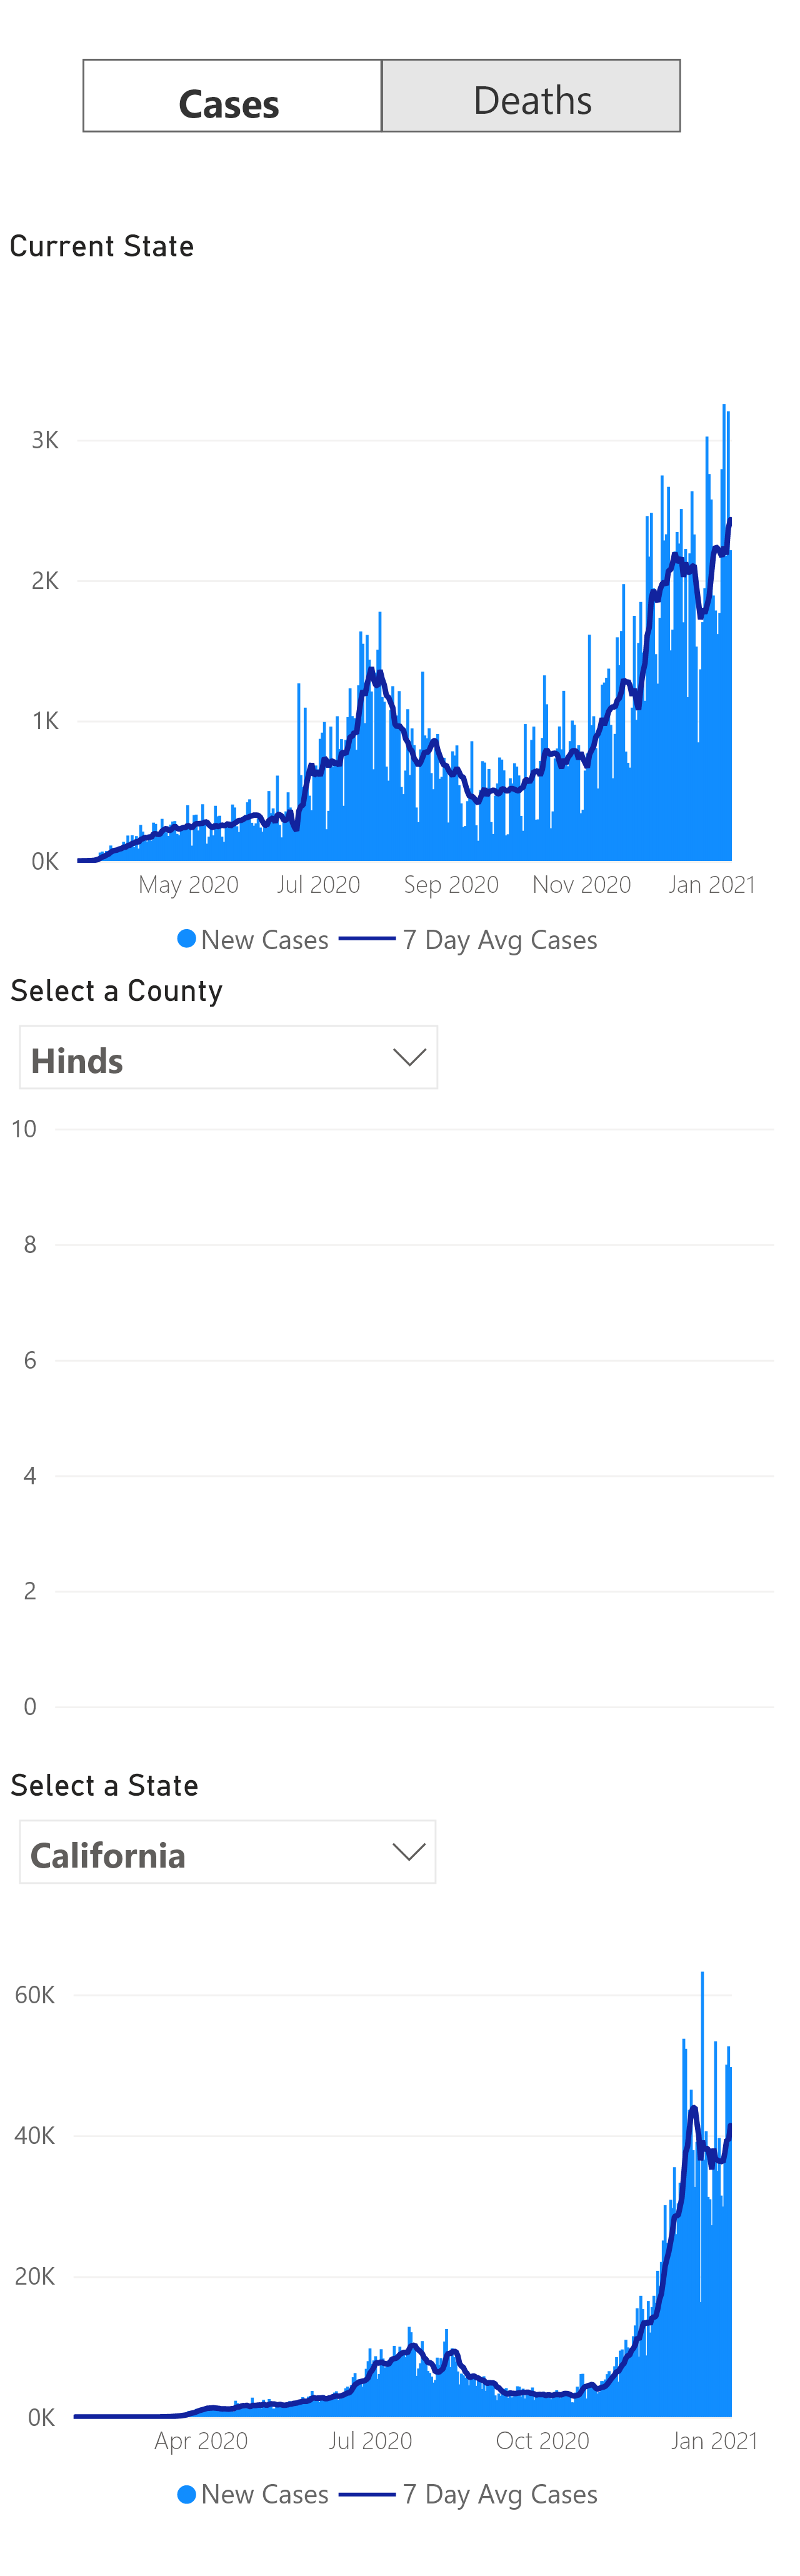 Cases Deaths
Current State
3K
2K
1K
0K
May 2020 Jul 2020 Sep 2020 Nov 2020 Jan 2021
New Cases 7 Day Avg Cases
Select a County
Hinds
10
8
6
4
2
0
Select a State
California
60K
40K
20K
0K
Apr 2020 Jul 2020 Oct 2020 Jan 2021
New Cases 7 Day Avg Cases